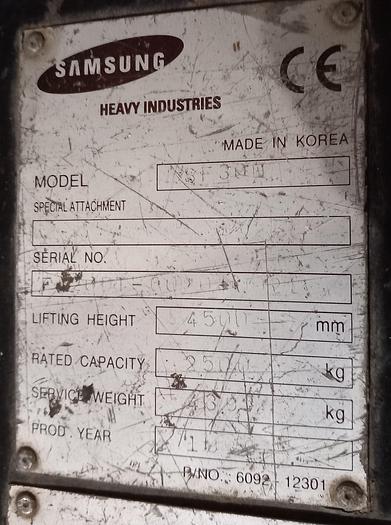 SAMSUNG
CE
HEAVY INDUSTRIES
MADE IN KOREA
MODEL
SPECIAL ATTACHMENT
SERIAL NO.
LIFTING HEIGHT 4500 mm
RATED CAPACITY 2500 kg
SERVICE WEIGHT kg
PROD YEAR
P/NO. : 6092 12301